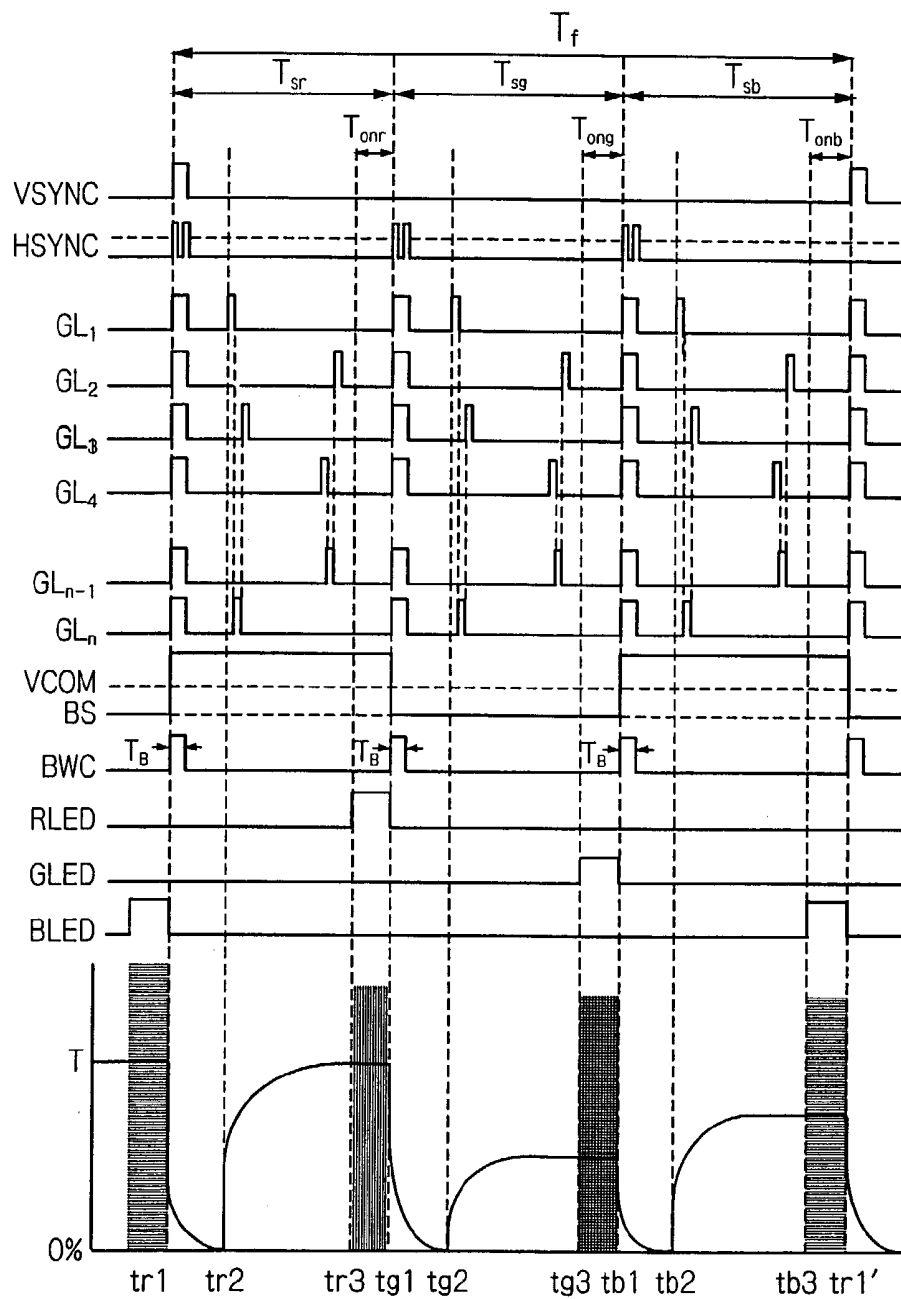 Tf
Tsr Tsg Tsb
Tonr Tong Tonb
VSYNC
HSYNC
GL1
GL2
GL3
GL4
GLn-1
GLn
VCOM
BS
TB TB TB
BWC
RLED
GLED
BLED
T
0%
tr1 tr2 tr3 tg1 tg2 tg3 tb1 tb2 tb3 tr1'